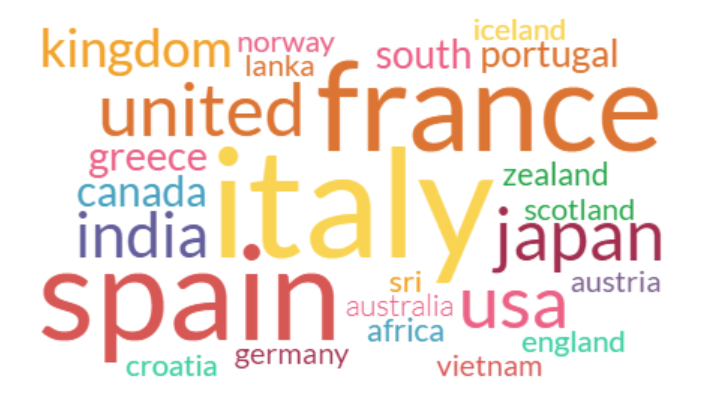 iceland
kingdom norway south portugal
lanka
united france
greece
italy zealand
canada
scotland
india japan
spain sri usa austria
australia
africa england
croatia germany vietnam